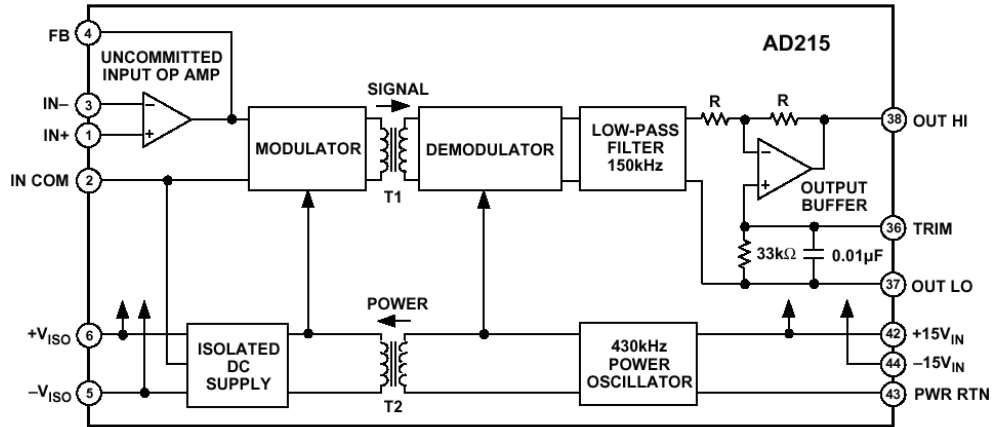 FB
4
AD215
UNCOMMITTED
INPUT OP AMP
SIGNAL
IN–
3
–
IN+
1
+
MODULATOR
T1
DEMODULATOR
LOW-PASS
FILTER
150kHz
R
R
38
OUT HI
–
+
OUTPUT
BUFFER
IN COM
2
36
TRIM
33kΩ
0.01µF
37
OUT LO
POWER
+VISO
6
ISOLATED
DC
SUPPLY
T2
430kHz
POWER
OSCILLATOR
42
+15VIN
44
–15VIN
–VISO
5
43
PWR RTN